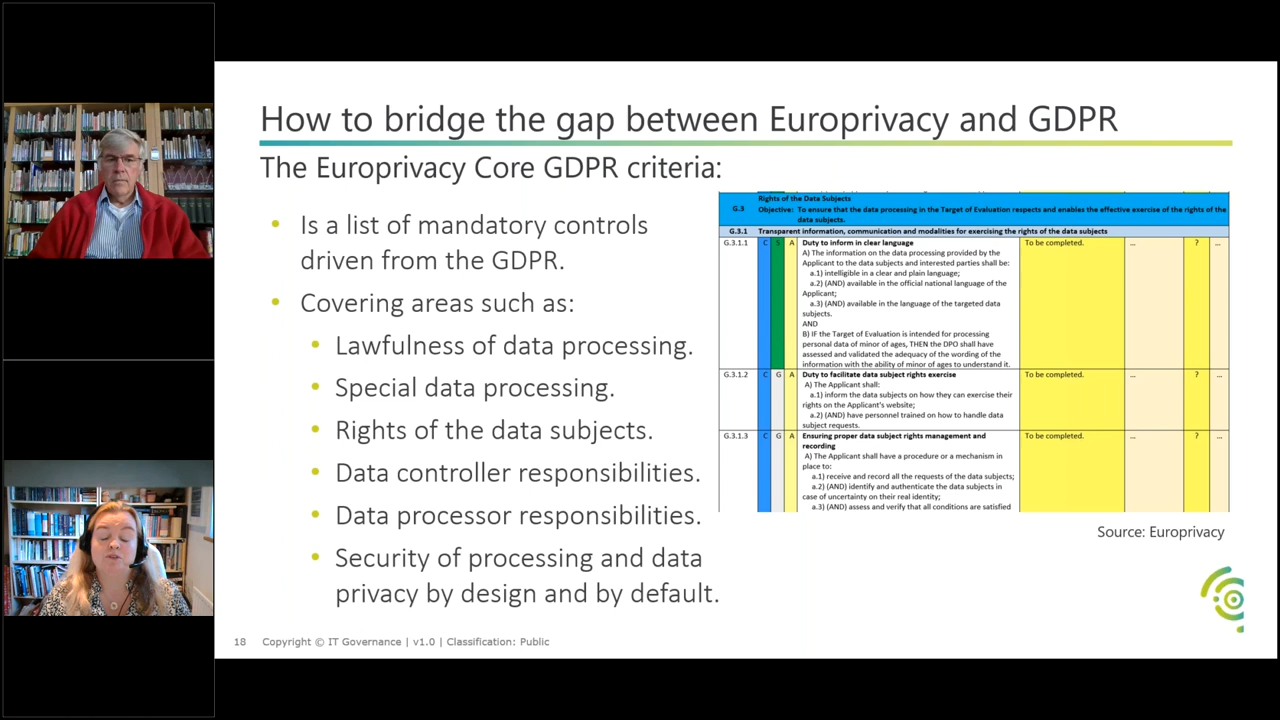 How to bridge the gap between Europrivacy and GDPR
The Europrivacy Core GDPR criteria:
• Is a list of mandatory controls
driven from the GDPR.
• Covering areas such as:
• Lawfulness of data processing.
• Special data processing.
• Rights of the data subjects.
• Data controller responsibilities.
• Data processor responsibilities.
• Security of processing and data
privacy by design and by default.
Rights of the Data Subjects
G.3 Objective: To ensure that the data processing in the Target of Evaluation respects and enables the effective exercise of the rights of the
data subjects.
G.3.1 Transparent information, communication and modalities for exercising the rights of the data subjects
G.3.1.1 C S A Duty to inform in clear language To be completed. ... ? ...
A) The information on the data processing provided by the
Applicant to the data subjects and interested parties shall be:
a.1) intelligible in a clear and plain language;
a.2) (AND) available in the official national language of the
Applicant;
a.3) (AND) available in the language of the targeted data
subjects.
AND
B) IF the Target of Evaluation is intended for processing
personal data of minor of ages, THEN the DPO shall have
assessed and validated the adequacy of the wording of the
information with the ability of minor of ages to understand it.
G.3.1.2 C G A Duty to facilitate data subject rights exercise To be completed. ... ? ...
A) The Applicant shall:
a.1) inform the data subjects on how they can exercise their
rights on the Applicant's website;
a.2) (AND) have personnel trained on how to handle data
subject requests.
G.3.1.3 C G A Ensuring proper data subject rights management and To be completed. ... ? ...
recording
A) The Applicant shall have a procedure or a mechanism in
place to:
a.1) receive and record all the requests of the data subjects;
a.2) (AND) identify and authenticate the data subjects in
case of uncertainty on their real identity;
a.3) (AND) assess and verify that all conditions are satisfied
Source: Europrivacy
18 Copyright © IT Governance | v1.0 | Classification: Public